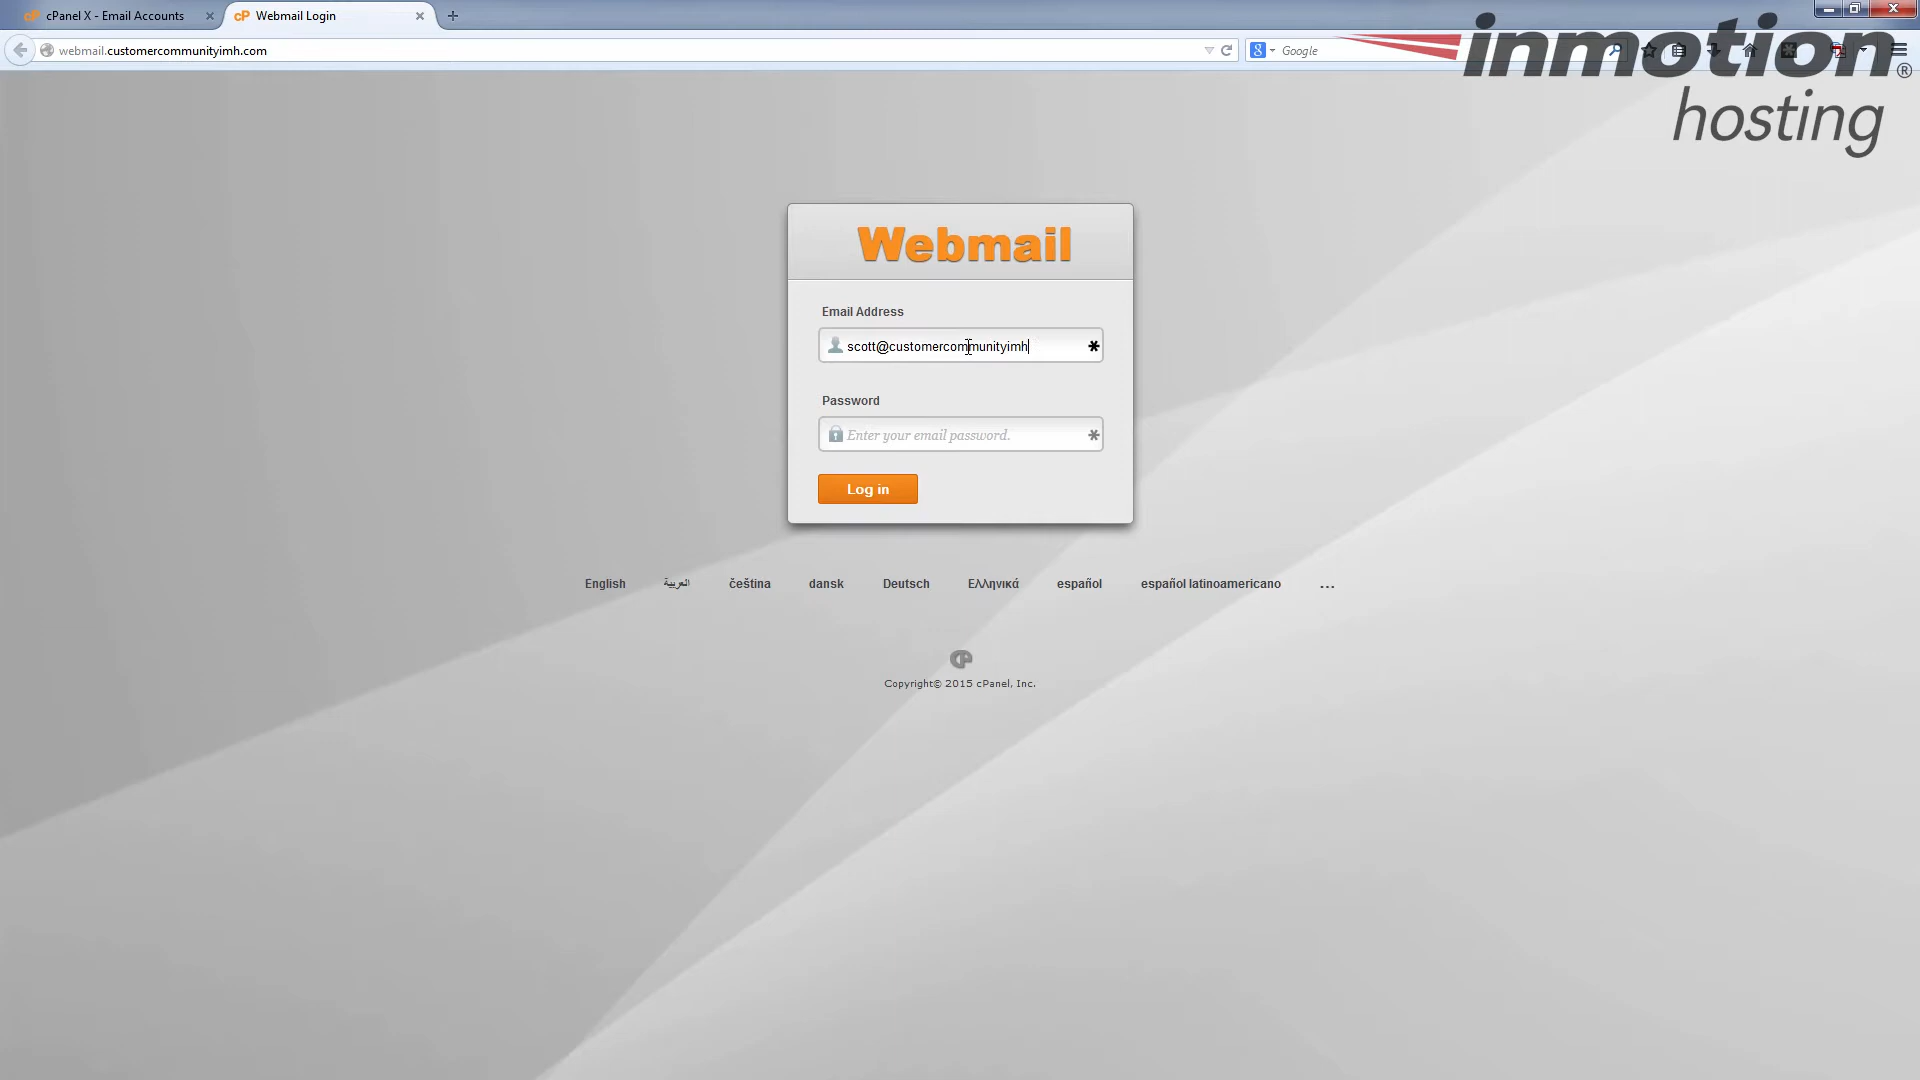 cPanel X - Email Accounts
Webmail Login
webmail.customercommunityimh.com
Google
inmotion®
hosting
Webmail
Email Address
scott@customercommunityimh
Password
Enter your email password.
Log in
English العربية čeština dansk Deutsch Ελληνικά español español latinoamericano ...
cP
Copyright© 2015 cPanel, Inc.